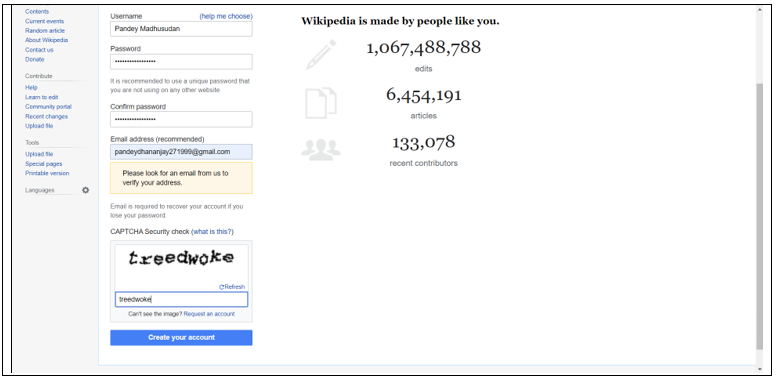 Contents
Current events
Random article
About Wikipedia
Contact us
Donate
Contribute
Help
Learn to edit
Community portal
Recent changes
Upload file
Tools
Upload file
Special pages
Printable version
Languages
Username (help me choose)
Pandey Madhusudan
Password
•••••••••••••••••
It is recommended to use a unique password that
you are not using on any other website.
Confirm password
•••••••••••••••••
Email address (recommended)
pandeydhananjay271999@gmail.com
Please look for an email from us to
verify your address.
Email is required to recover your account if you
lose your password.
CAPTCHA Security check (what is this?)
treedwoke
Refresh
treedwoke
Can't see the image? Request an account
Create your account
Wikipedia is made by people like you.
1,067,488,788
edits
6,454,191
articles
133,078
recent contributors